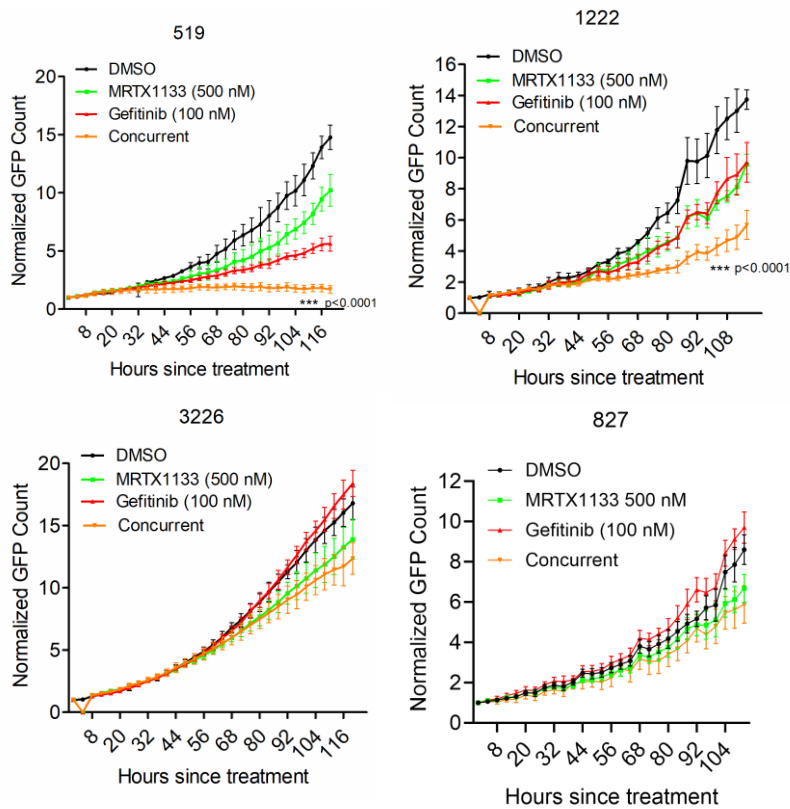 519
DMSO
MRTX1133 (500 nM)
Gefitinib (100 nM)
Concurrent
Normalized GFP Count
20
15
10
5
0
*** p<0.0001
8 20 32 44 56 68 80 92 104 116
Hours since treatment
1222
DMSO
MRTX1133 (500 nM)
Gefitinib (100 nM)
Concurrent
Normalized GFP Count
16
14
12
10
8
6
4
2
0
*** p<0.0001
8 20 32 44 56 68 80 92 108
Hours since treatment
3226
DMSO
MRTX1133 (500 nM)
Gefitinib (100 nM)
Concurrent
Normalized GFP Count
20
15
10
5
0
8 20 32 44 56 68 80 92 104 116
Hours since treatment
827
DMSO
MRTX1133 500 nM
Gefitinib (100 nM)
Concurrent
Normalized GFP Count
12
10
8
6
4
2
0
8 20 32 44 56 68 80 92 104
Hours since treatment